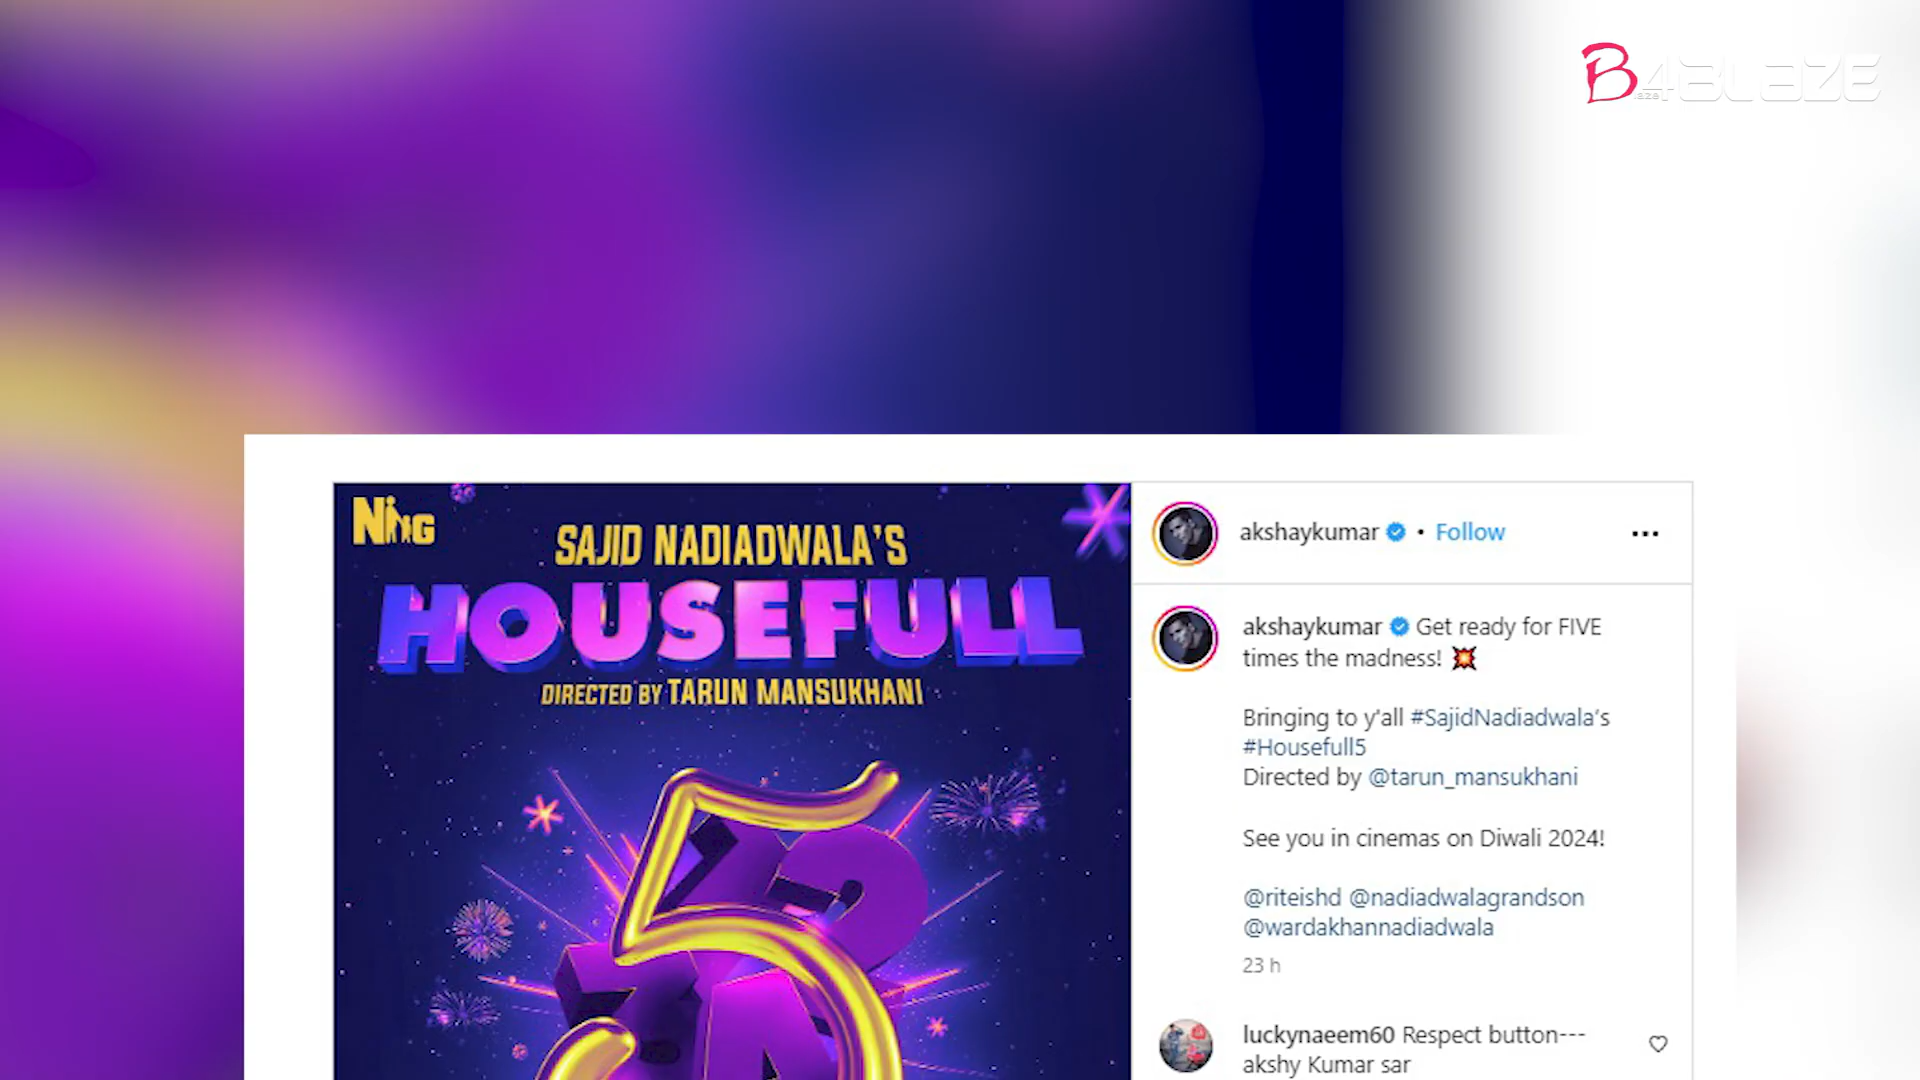 B4BLAZE
NG
SAJID NADIADWALA'S
HOUSEFULL
DIRECTED BY TARUN MANSUKHANI
5
akshaykumar • Follow
akshaykumar Get ready for FIVE
times the madness!
Bringing to y'all #SajidNadiadwala's
#Housefull5
Directed by @tarun_mansukhani
See you in cinemas on Diwali 2024!
@riteishd @nadiadwalagrandson
@wardakhannadiadwala
23 h
luckynaeem60 Respect button---
akshy Kumar sar